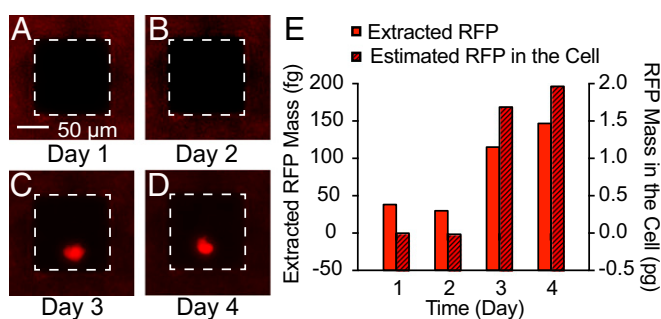 A
B
50 µm
Day 1
Day 2
C
D
Day 3
Day 4
E
Extracted RFP
Estimated RFP in the Cell
Extracted RFP Mass (fg)
200
150
100
50
0
-50
RFP Mass in the Cell (pg)
2.0
1.5
1.0
0.5
0.0
-0.5
1 2 3 4
Time (Day)